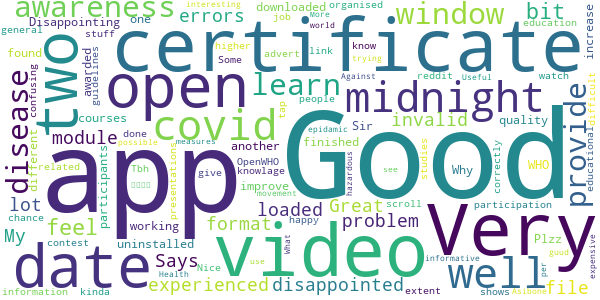 awareness
certificate
window
bit
errors
Disappointing
downloaded
job
organised
More
interesting
world
education
general
stuff
one
advert
link
know
Some
higher
trying
increase
two
open
learn
midnight
disease
confusing
guidelines
awarded
found
tap
reddit
watch
people
Against
Useful
difficult
covid
invalid
provide
educational
module
done
possible
measures
courses
another
finished
Sir
quality
WHO
different
participants
app
Good
related
Tbh
OpenWHO
knowlage
epidemic
studies
Why
correctly
My
lot
feel
presentations
give
improve
hazardous
see
participation
Plzz
chance
format
loaded
Great
scroll
working
problem
happy
movement
Very
date
video
well
contest
uninstalled
What
extent
informative
guud
expensive
information
Says
Nice
use
experienced
disappointed
file
kinda
Health
shows
Asibone
per